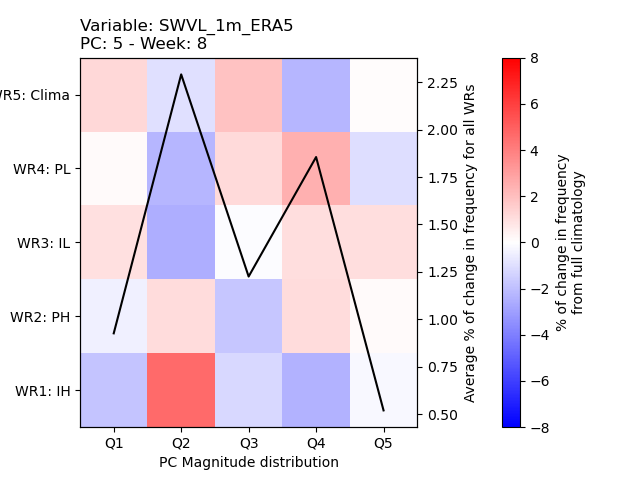 Variable: SWVL_1m_ERA5
PC: 5 - Week: 8
WR5: Clima
WR4: PL
WR3: IL
WR2: PH
WR1: IH
Q1 Q2 Q3 Q4 Q5
PC Magnitude distribution
2.25
2.00
1.75
1.50
1.25
1.00
0.75
0.50
Average % of change in frequency for all WRs
8
6
4
2
0
−2
−4
−6
−8
% of change in frequency
from full climatology